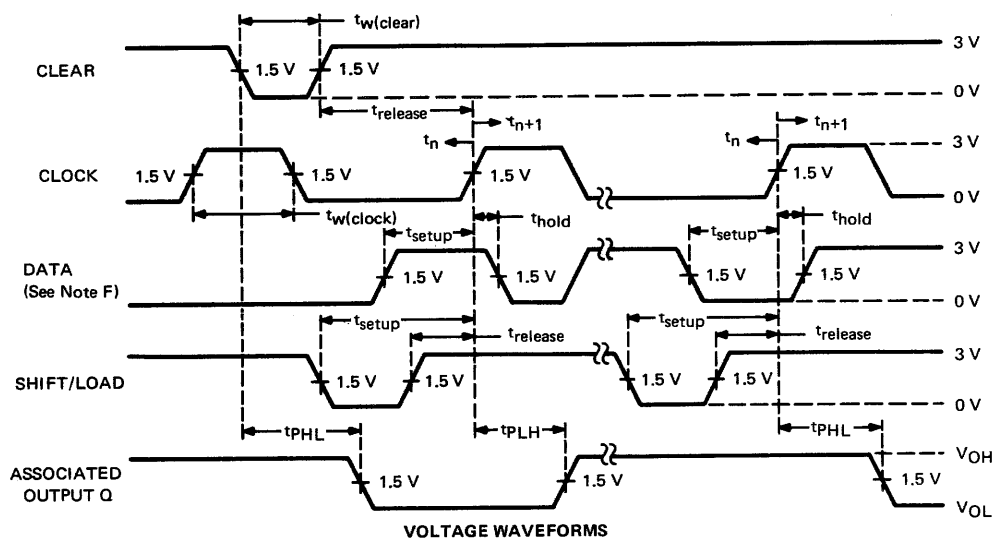 tw(clear)
CLEAR
1.5 V
1.5 V
3 V
0 V
trelease
tn
tn+1
tn
tn+1
CLOCK
1.5 V
1.5 V
1.5 V
1.5 V
3 V
0 V
tw(clock)
tsetup
thold
tsetup
thold
DATA
(See Note F)
1.5 V
1.5 V
1.5 V
1.5 V
3 V
0 V
tsetup
trelease
tsetup
trelease
SHIFT/LOAD
1.5 V
1.5 V
1.5 V
1.5 V
3 V
0 V
tPHL
tPLH
tPHL
ASSOCIATED
OUTPUT Q
1.5 V
1.5 V
1.5 V
VOH
VOL
VOLTAGE WAVEFORMS